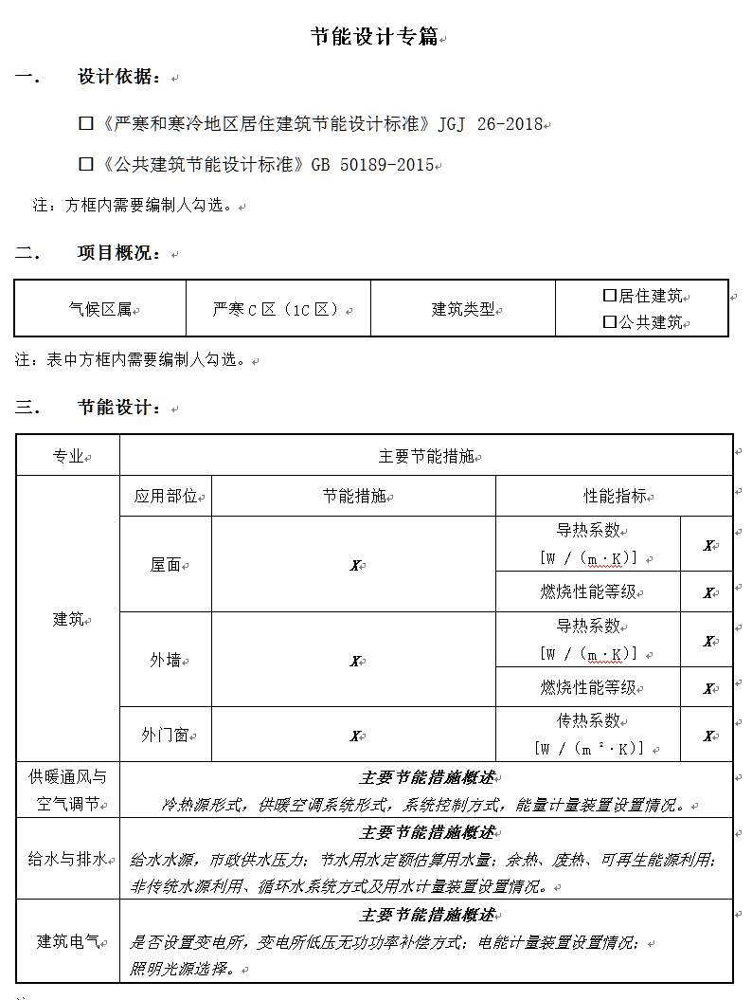 节能设计专篇
一． 设计依据：
□《严寒和寒冷地区居住建筑节能设计标准》JGJ 26-2018
□《公共建筑节能设计标准》GB 50189-2015
注：方框内需要编制人勾选。
二． 项目概况：
气候区属 严寒C区（1C区） 建筑类型 □居住建筑
□公共建筑
注：表中方框内需要编制人勾选。
三． 节能设计：
专业 主要节能措施
建筑 应用部位 节能措施 性能指标
屋面 X 导热系数
[W /（m·K)] X
燃烧性能等级 X
外墙 X 导热系数
[W /（m·K)] X
燃烧性能等级 X
外门窗 X 传热系数
[W /（m ²·K)] X
供暖通风与
空气调节
主要节能措施概述
冷热源形式，供暖空调系统形式，系统控制方式，能量计量装置设置情况。
给水与排水
主要节能措施概述
给水水源，市政供水压力；节水用水定额估算用水量；余热、废热、可再生能源利用；
非传统水源利用、循环水系统方式及用水计量装置设置情况。
建筑电气
主要节能措施概述
是否设置变电所，变电所低压无功功率补偿方式；电能计量装置设置情况；
照明光源选择。